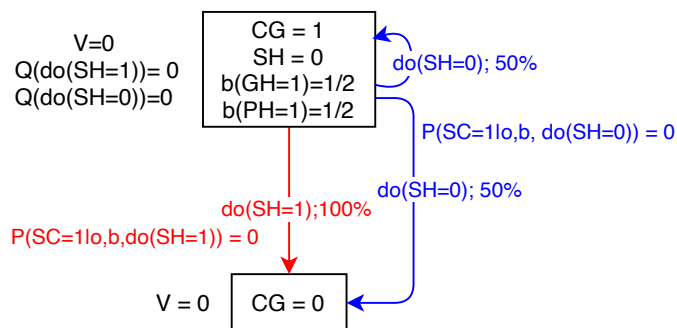 CG = 1
SH = 0
b(GH=1)=1/2
b(PH=1)=1/2
V=0
Q(do(SH=1))= 0
Q(do(SH=0))=0
do(SH=0); 50%
P(SC=1lo,b, do(SH=0)) = 0
do(SH=0); 50%
do(SH=1);100%
P(SC=1lo,b,do(SH=1)) = 0
V = 0
CG = 0